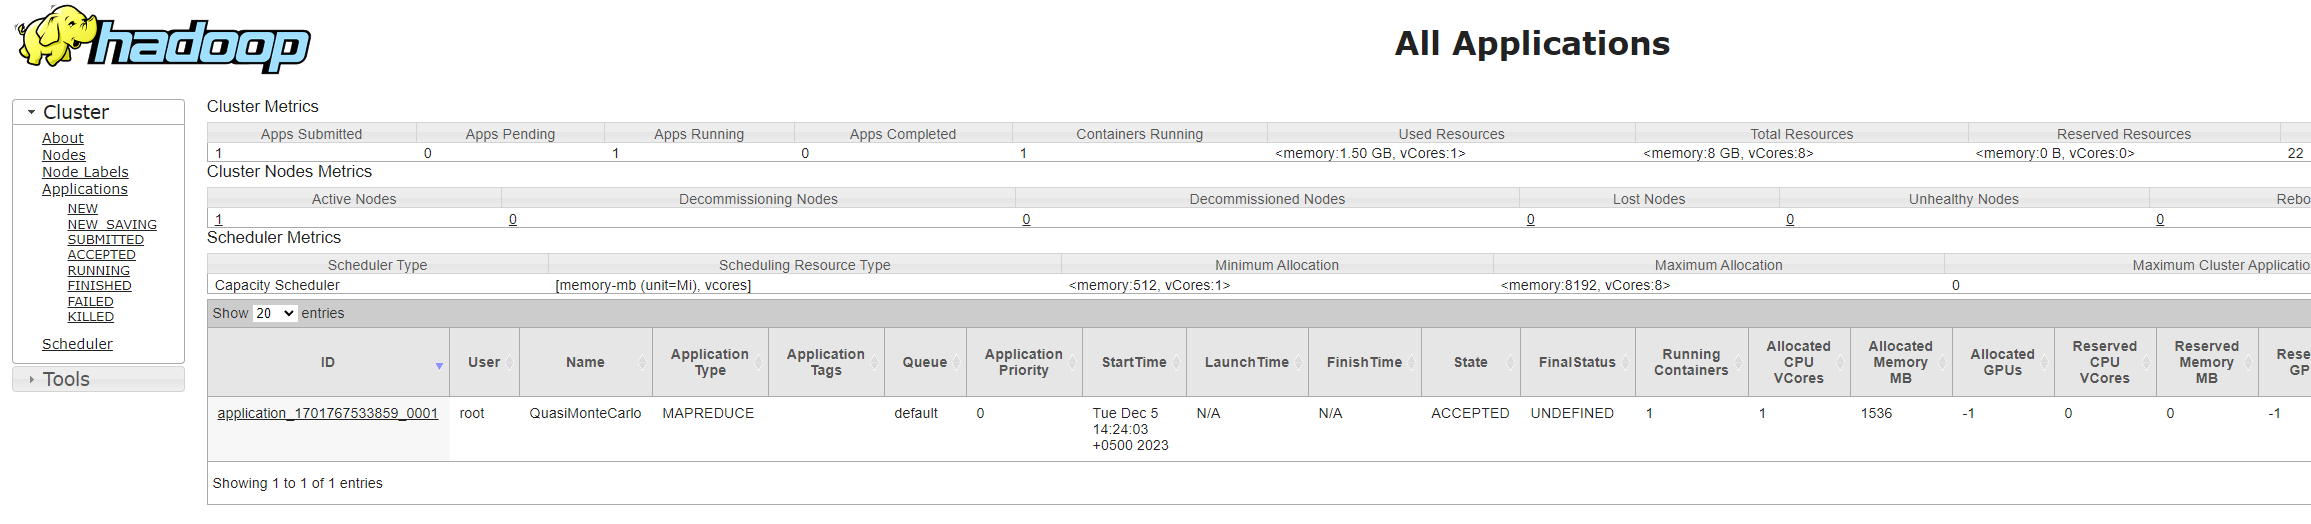 hadoop
All Applications
Cluster
About
Nodes
Node Labels
Applications
NEW
NEW_SAVING
SUBMITTED
ACCEPTED
RUNNING
FINISHED
FAILED
KILLED
Scheduler
Tools
Cluster Metrics
Apps Submitted Apps Pending Apps Running Apps Completed Containers Running Used Resources Total Resources Reserved Resources
1 0 1 0 1 <memory:1.50 GB, vCores:1> <memory:8 GB, vCores:8> <memory:0 B, vCores:0> 22
Cluster Nodes Metrics
Active Nodes Decommissioning Nodes Decommissioned Nodes Lost Nodes Unhealthy Nodes Rebo
1 0 0 0 0 0
Scheduler Metrics
Scheduler Type Scheduling Resource Type Minimum Allocation Maximum Allocation Maximum Cluster Applicatio
Capacity Scheduler [memory-mb (unit=Mi), vcores] <memory:512, vCores:1> <memory:8192, vCores:8> 0
Show 20 entries
ID User Name Application Type Application Tags Queue Application Priority StartTime LaunchTime FinishTime State FinalStatus Running Containers Allocated CPU VCores Allocated Memory MB Allocated GPUs Reserved CPU VCores Reserved Memory MB Rese GP
application_1701767533859_0001 root QuasiMonteCarlo MAPREDUCE default 0 Tue Dec 5 14:24:03 +0500 2023 N/A N/A ACCEPTED UNDEFINED 1 1 1536 -1 0 0 -1
Showing 1 to 1 of 1 entries